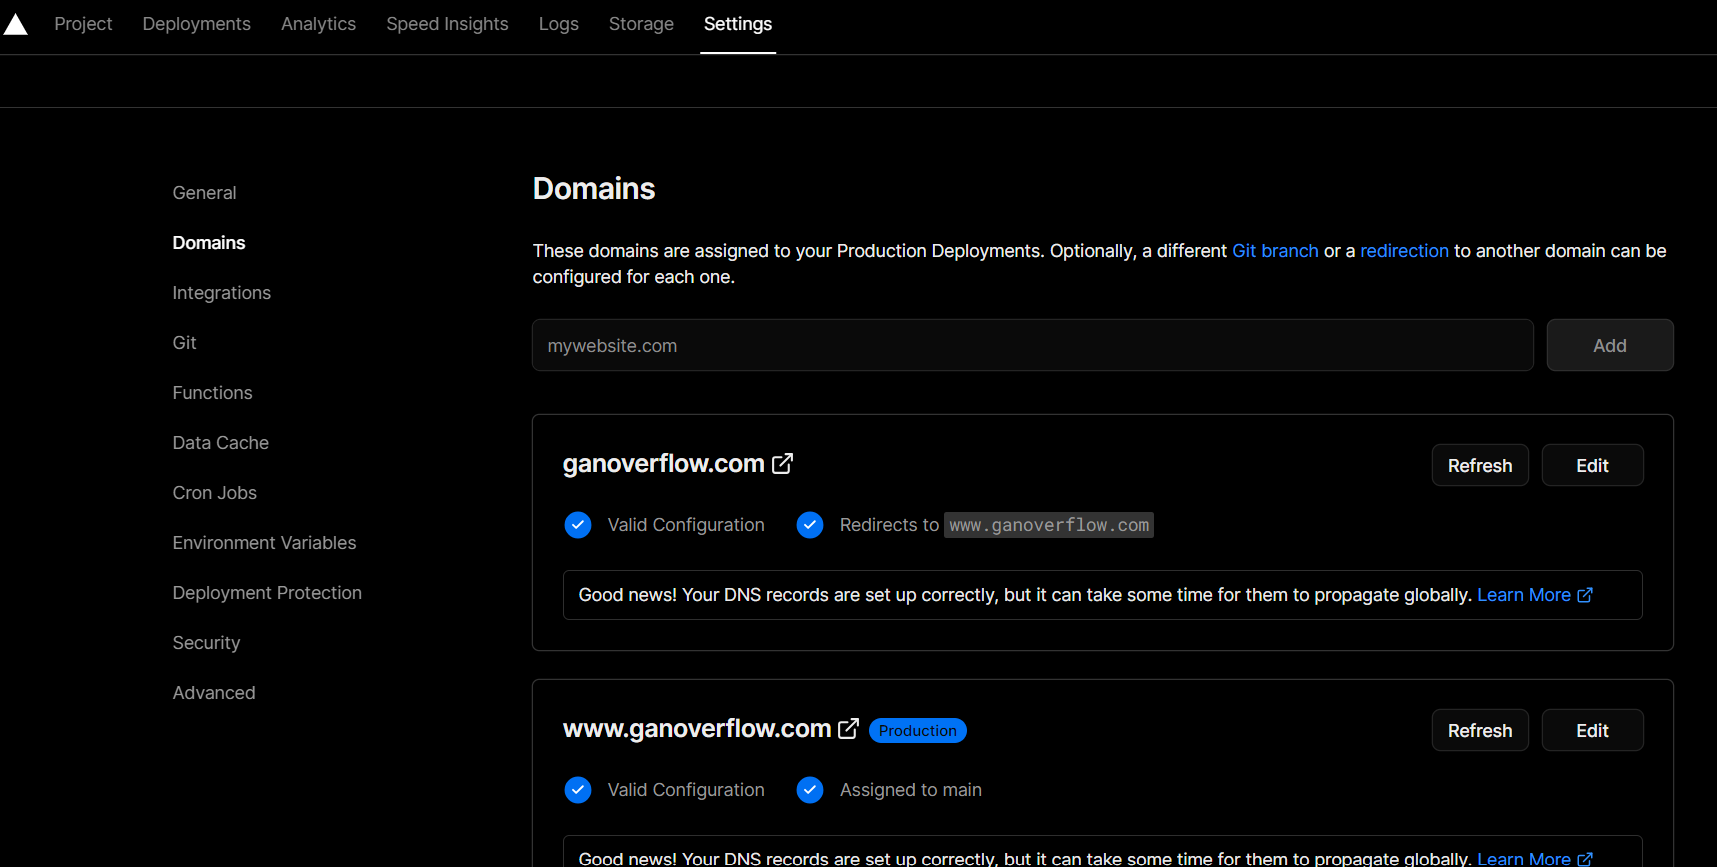 Project Deployments Analytics Speed Insights Logs Storage Settings
General
Domains
Integrations
Git
Functions
Data Cache
Cron Jobs
Environment Variables
Deployment Protection
Security
Advanced
Domains
These domains are assigned to your Production Deployments. Optionally, a different Git branch or a redirection to another domain can be
configured for each one.
mywebsite.com Add
ganoverflow.com Refresh Edit
Valid Configuration Redirects to www.ganoverflow.com
Good news! Your DNS records are set up correctly, but it can take some time for them to propagate globally. Learn More
www.ganoverflow.com Production Refresh Edit
Valid Configuration Assigned to main
Good news! Your DNS records are set up correctly, but it can take some time for them to propagate globally. Learn More